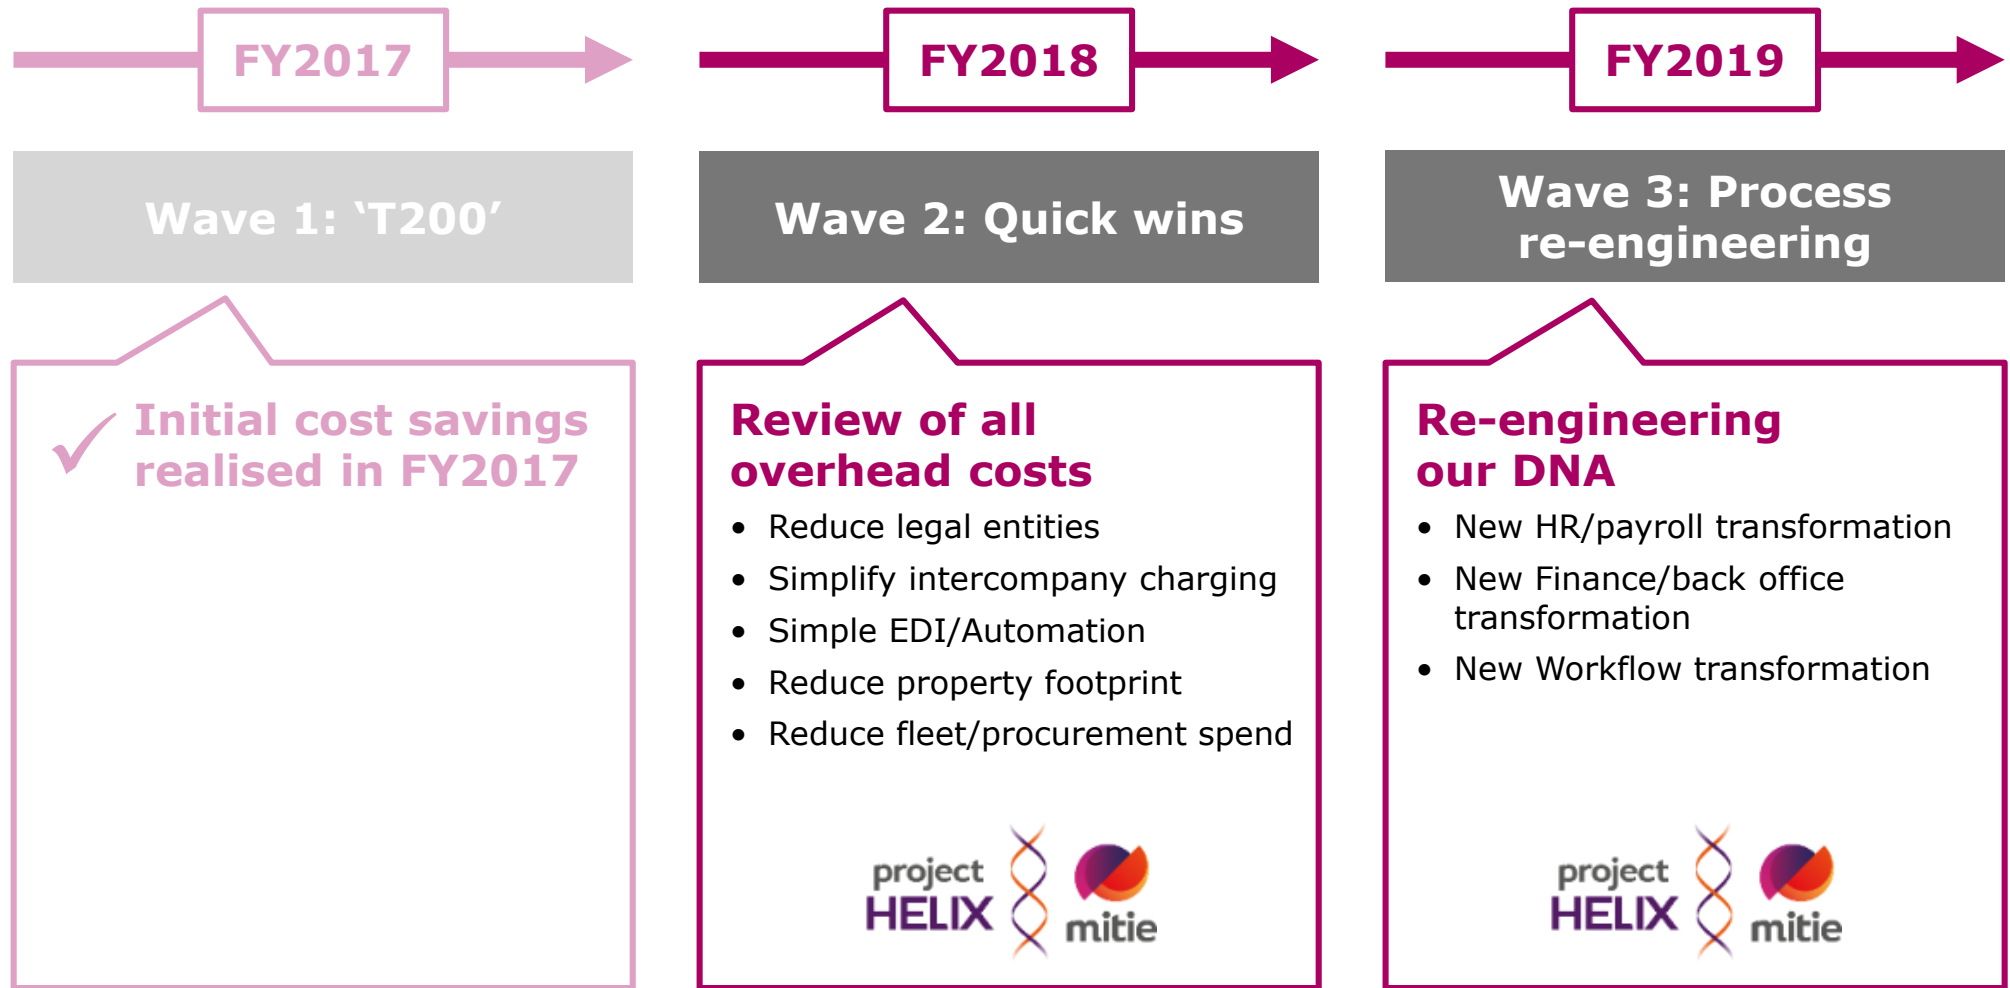 FY2017
FY2018
FY2019
Wave 1: ‘T200’
Wave 2: Quick wins
Wave 3: Process
re-engineering
✓ Initial cost savings
realised in FY2017
Review of all
overhead costs
• Reduce legal entities
• Simplify intercompany charging
• Simple EDI/Automation
• Reduce property footprint
• Reduce fleet/procurement spend
project
HELIX
mitie
Re-engineering
our DNA
• New HR/payroll transformation
• New Finance/back office
transformation
• New Workflow transformation
project
HELIX
mitie